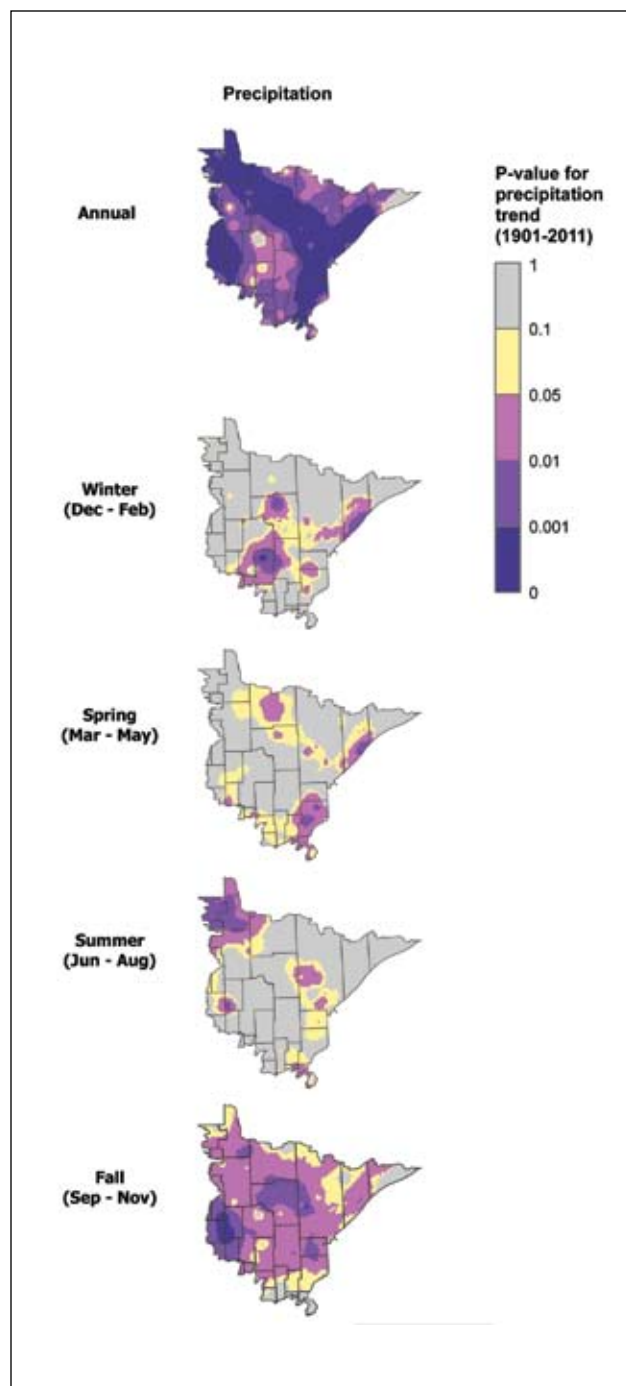 Precipitation
Annual
P-value for
precipitation
trend
(1901-2011)
1
0.1
0.05
0.01
0.001
0
Winter
(Dec - Feb)
Spring
(Mar - May)
Summer
(Jun - Aug)
Fall
(Sep - Nov)